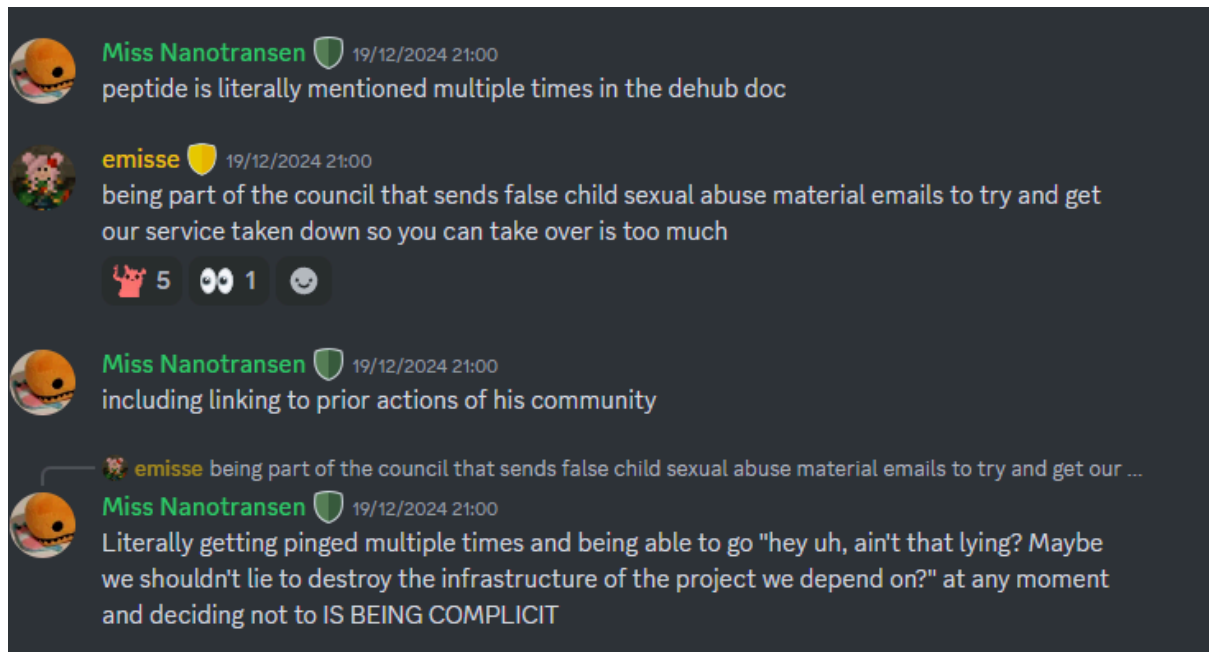 Miss Nanotransen 19/12/2024 21:00
peptide is literally mentioned multiple times in the dehub doc
emisse 19/12/2024 21:00
being part of the council that sends false child sexual abuse material emails to try and get
our service taken down so you can take over is too much
5 1
Miss Nanotransen 19/12/2024 21:00
including linking to prior actions of his community
emisse being part of the council that sends false child sexual abuse material emails to try and get our ...
Miss Nanotransen 19/12/2024 21:00
Literally getting pinged multiple times and being able to go "hey uh, ain't that lying? Maybe
we shouldn't lie to destroy the infrastructure of the project we depend on?" at any moment
and deciding not to IS BEING COMPLICIT